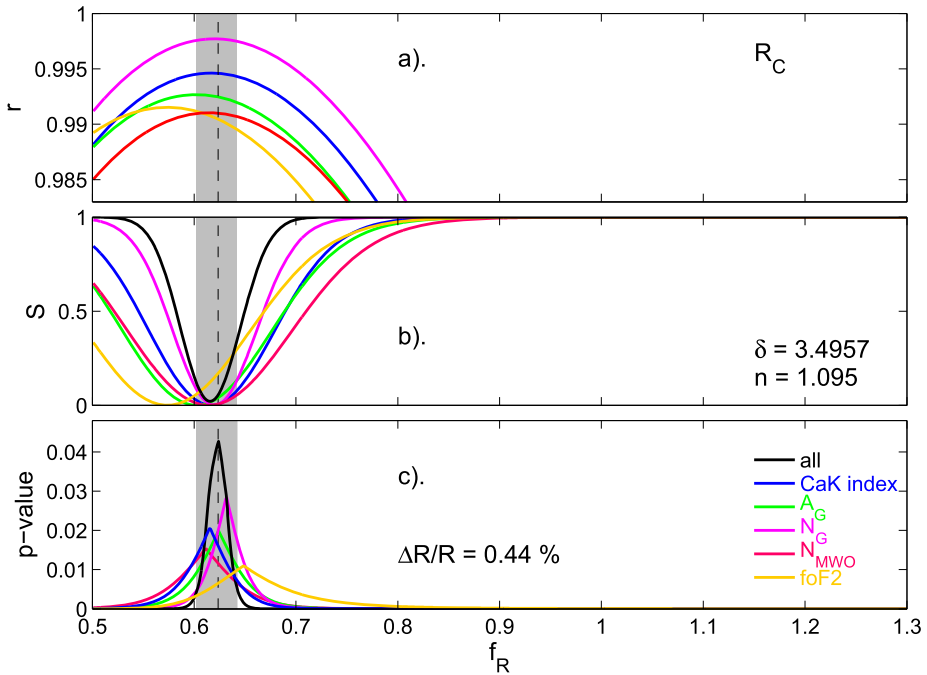 1
0.995
0.99
0.985
r
a).
R_C
1
0.5
0
S
b).
δ = 3.4957
n = 1.095
0.04
0.03
0.02
0.01
0
p−value
c).
ΔR/R = 0.44 %
all
CaK index
A_G
N_G
N_MWO
foF2
0.5 0.6 0.7 0.8 0.9 1 1.1 1.2 1.3
f_R